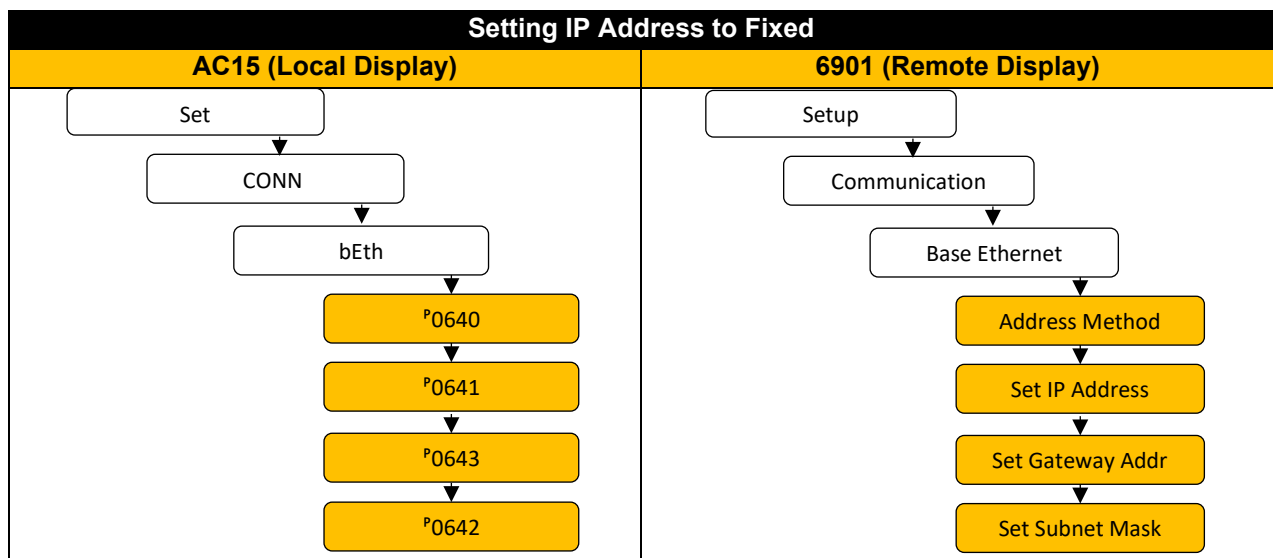 Setting IP Address to Fixed
AC15 (Local Display)
6901 (Remote Display)
Set
CONN
bEth
ᴾ0640
ᴾ0641
ᴾ0643
ᴾ0642
Setup
Communication
Base Ethernet
Address Method
Set IP Address
Set Gateway Addr
Set Subnet Mask